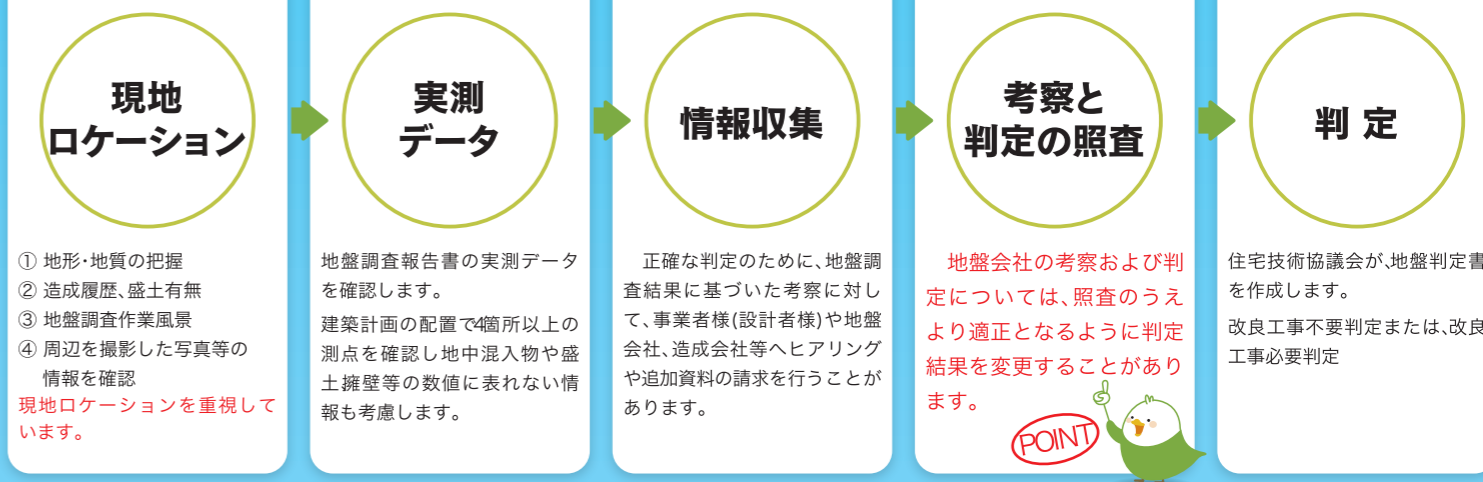 現地
ロケーション
① 地形・地質の把握
② 造成履歴、盛土有無
③ 地盤調査作業風景
④ 周辺を撮影した写真等の
情報を確認
現地ロケーションを重視して
います。
実測
データ
地盤調査報告書の実測データ
を確認します。
建築計画の配置で4箇所以上の
測点を確認し地中混入物や盛
土擁壁等の数値に表れない情
報も考慮します。
情報収集
正確な判定のために、地盤調
査結果に基づいた考察に対し
て、事業者様(設計者様)や地盤
会社、造成会社等へヒアリング
や追加資料の請求を行うことが
あります。
考察と
判定の照査
地盤会社の考察および判
定については、照査のうえ
より適正となるように判定
結果を変更することがあり
ます。
POINT
判 定
住宅技術協議会が、地盤判定書
を作成します。
改良工事不要判定または、改良
工事必要判定